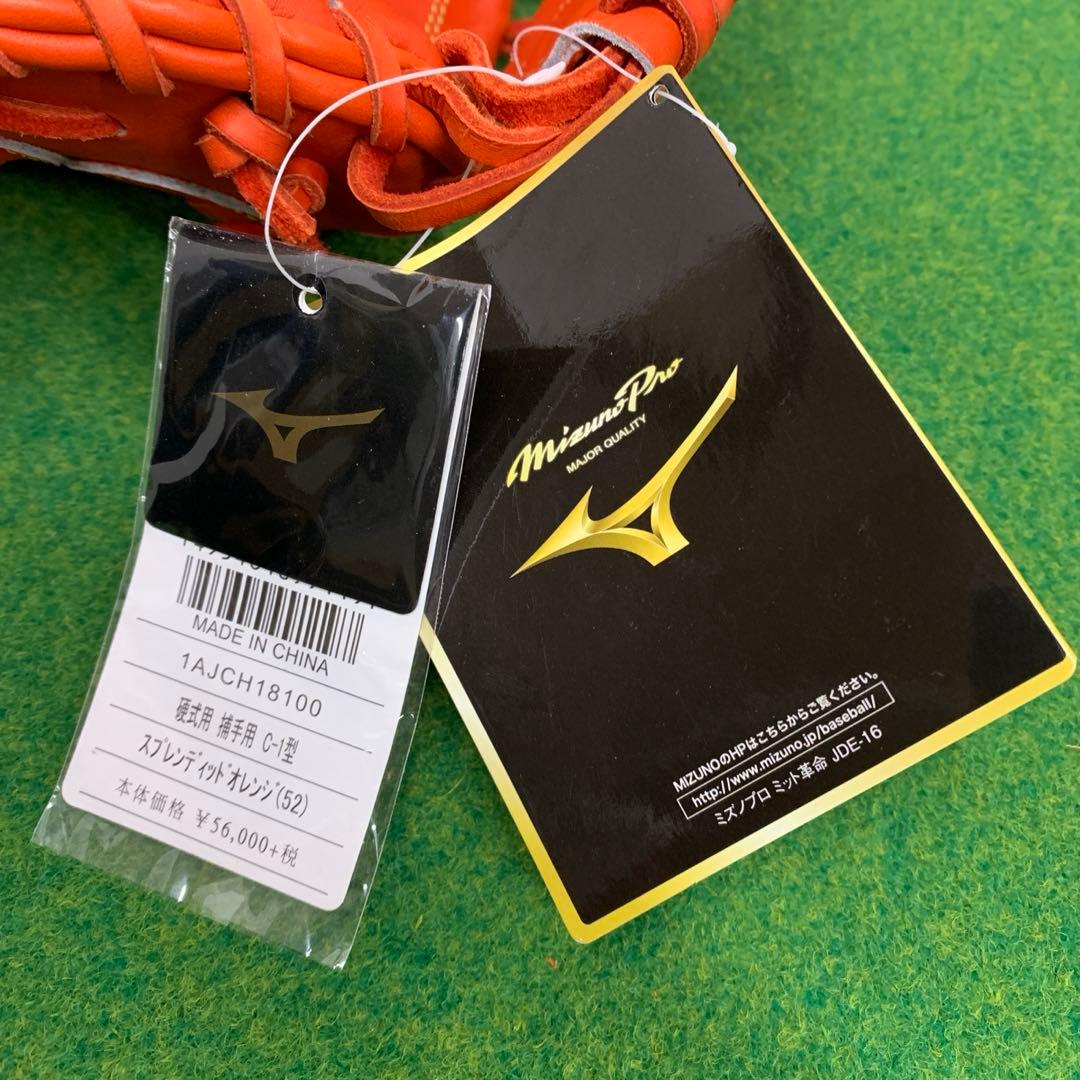 MADE IN CHINA
1AJCH18100
硬式用 捕手用 C-1型
スプレンディットﾞオレンジ(52)
本体価格 ¥56,000+税
Mizuno Pro
MAJOR QUALITY
MIZUNOのHPはこちらからご覧ください。
http://www.mizuno.jp/baseball/
ミズノプロ ミット革命 JDE-16